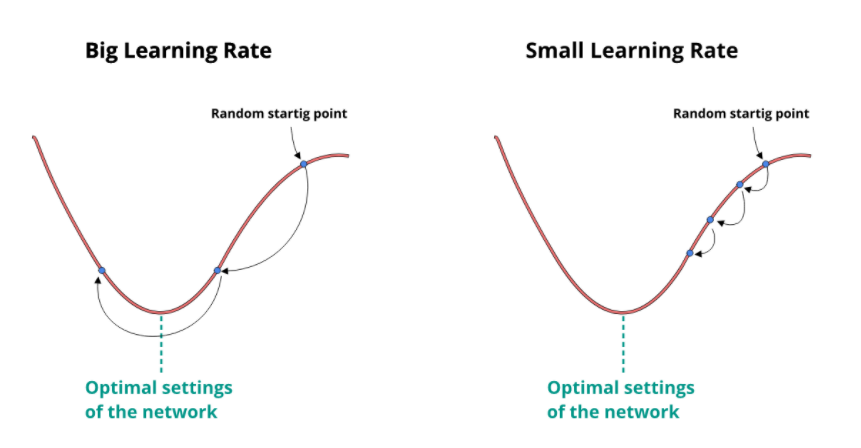 Big Learning Rate
Random startig point
Optimal settings
of the network
Small Learning Rate
Random startig point
Optimal settings
of the network